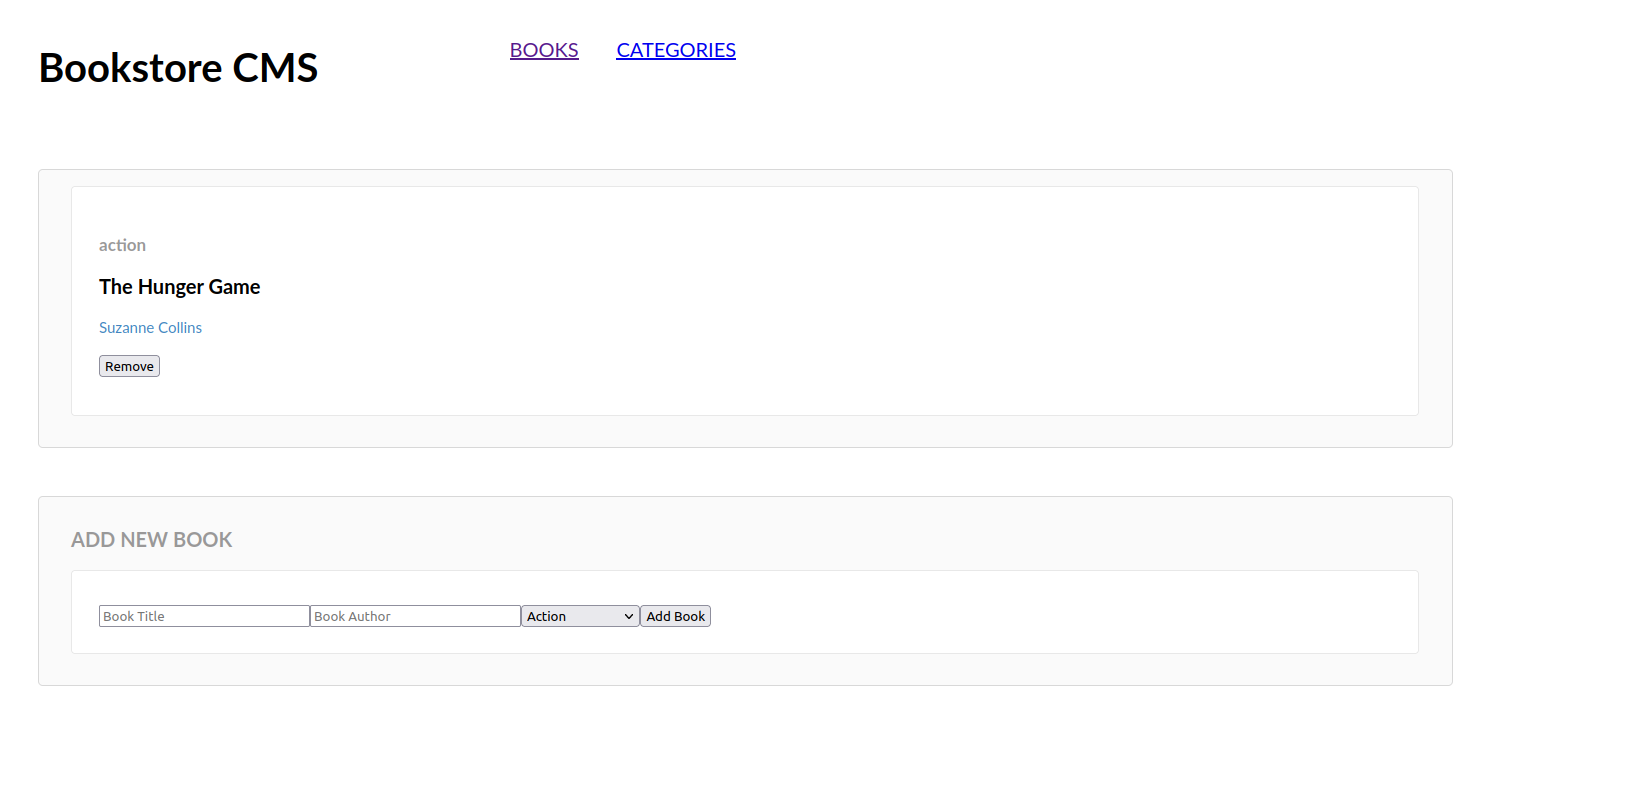 Bookstore CMS BOOKS CATEGORIES
action
The Hunger Game
Suzanne Collins
Remove
ADD NEW BOOK
Book Title Book Author Action Add Book